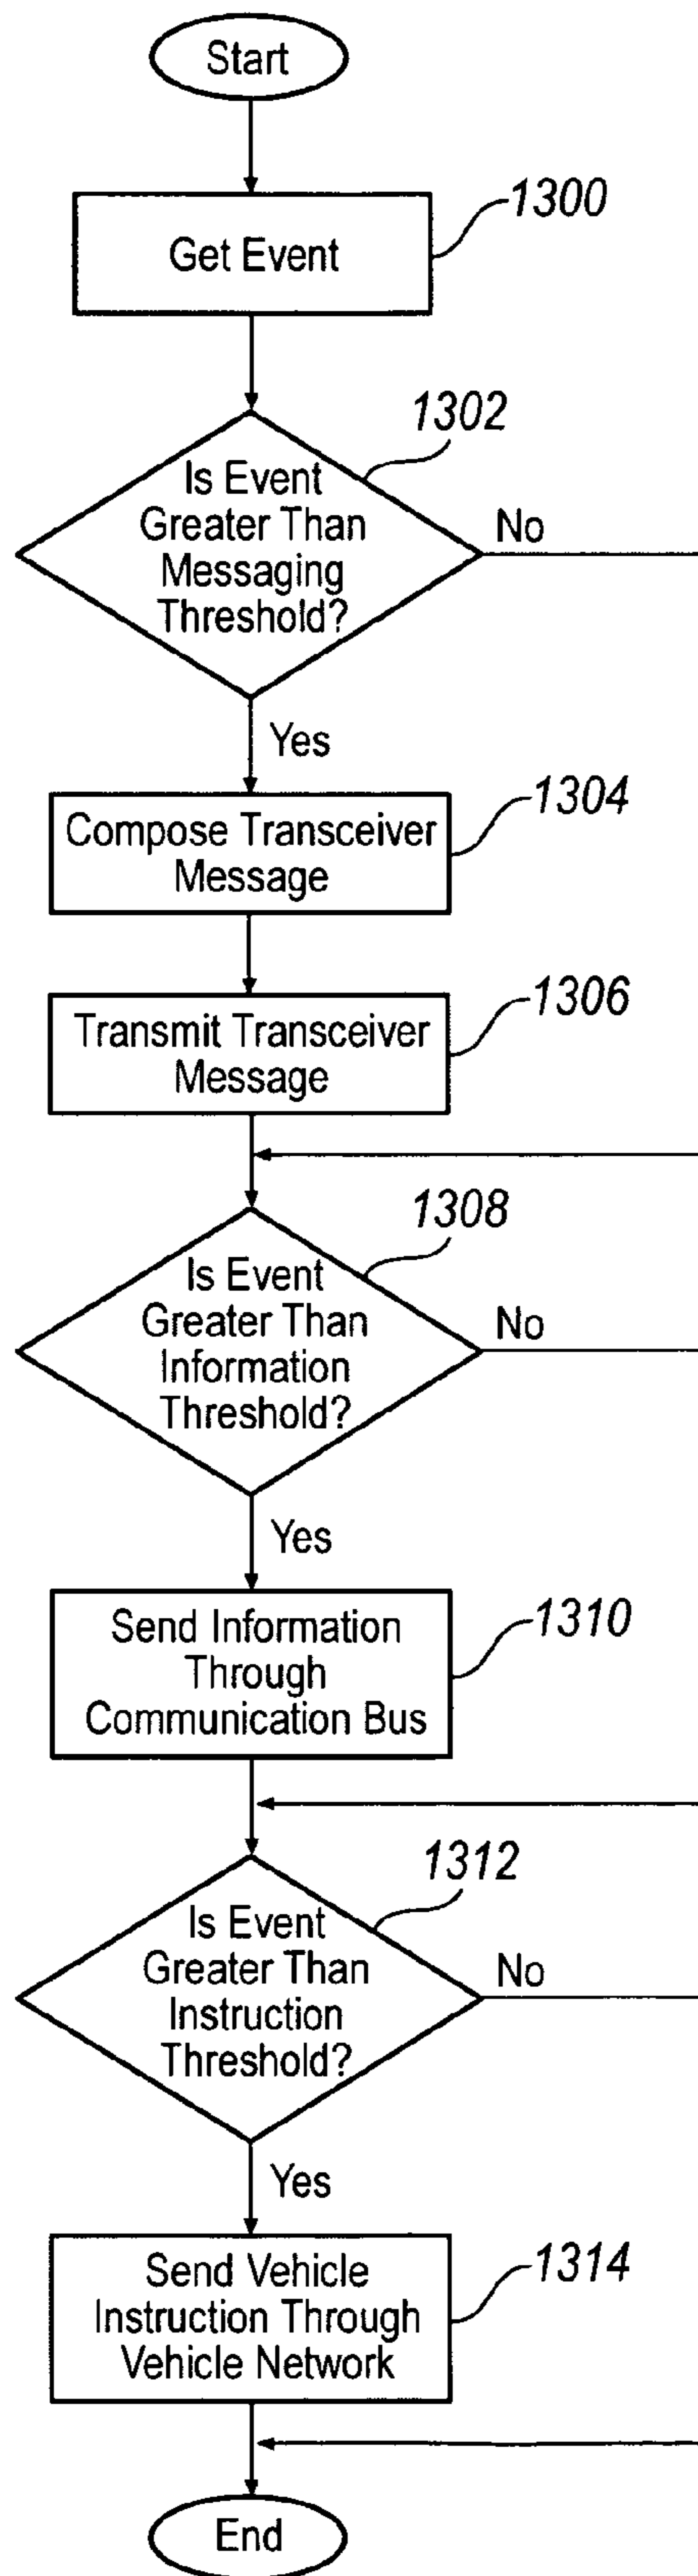 Start
1300
Get Event
1302
Is Event
Greater Than
Messaging
Threshold?
No
Yes
1304
Compose Transceiver
Message
1306
Transmit Transceiver
Message
1308
Is Event
Greater Than
Information
Threshold?
No
Yes
1310
Send Information
Through
Communication Bus
1312
Is Event
Greater Than
Instruction
Threshold?
No
Yes
1314
Send Vehicle
Instruction Through
Vehicle Network
End